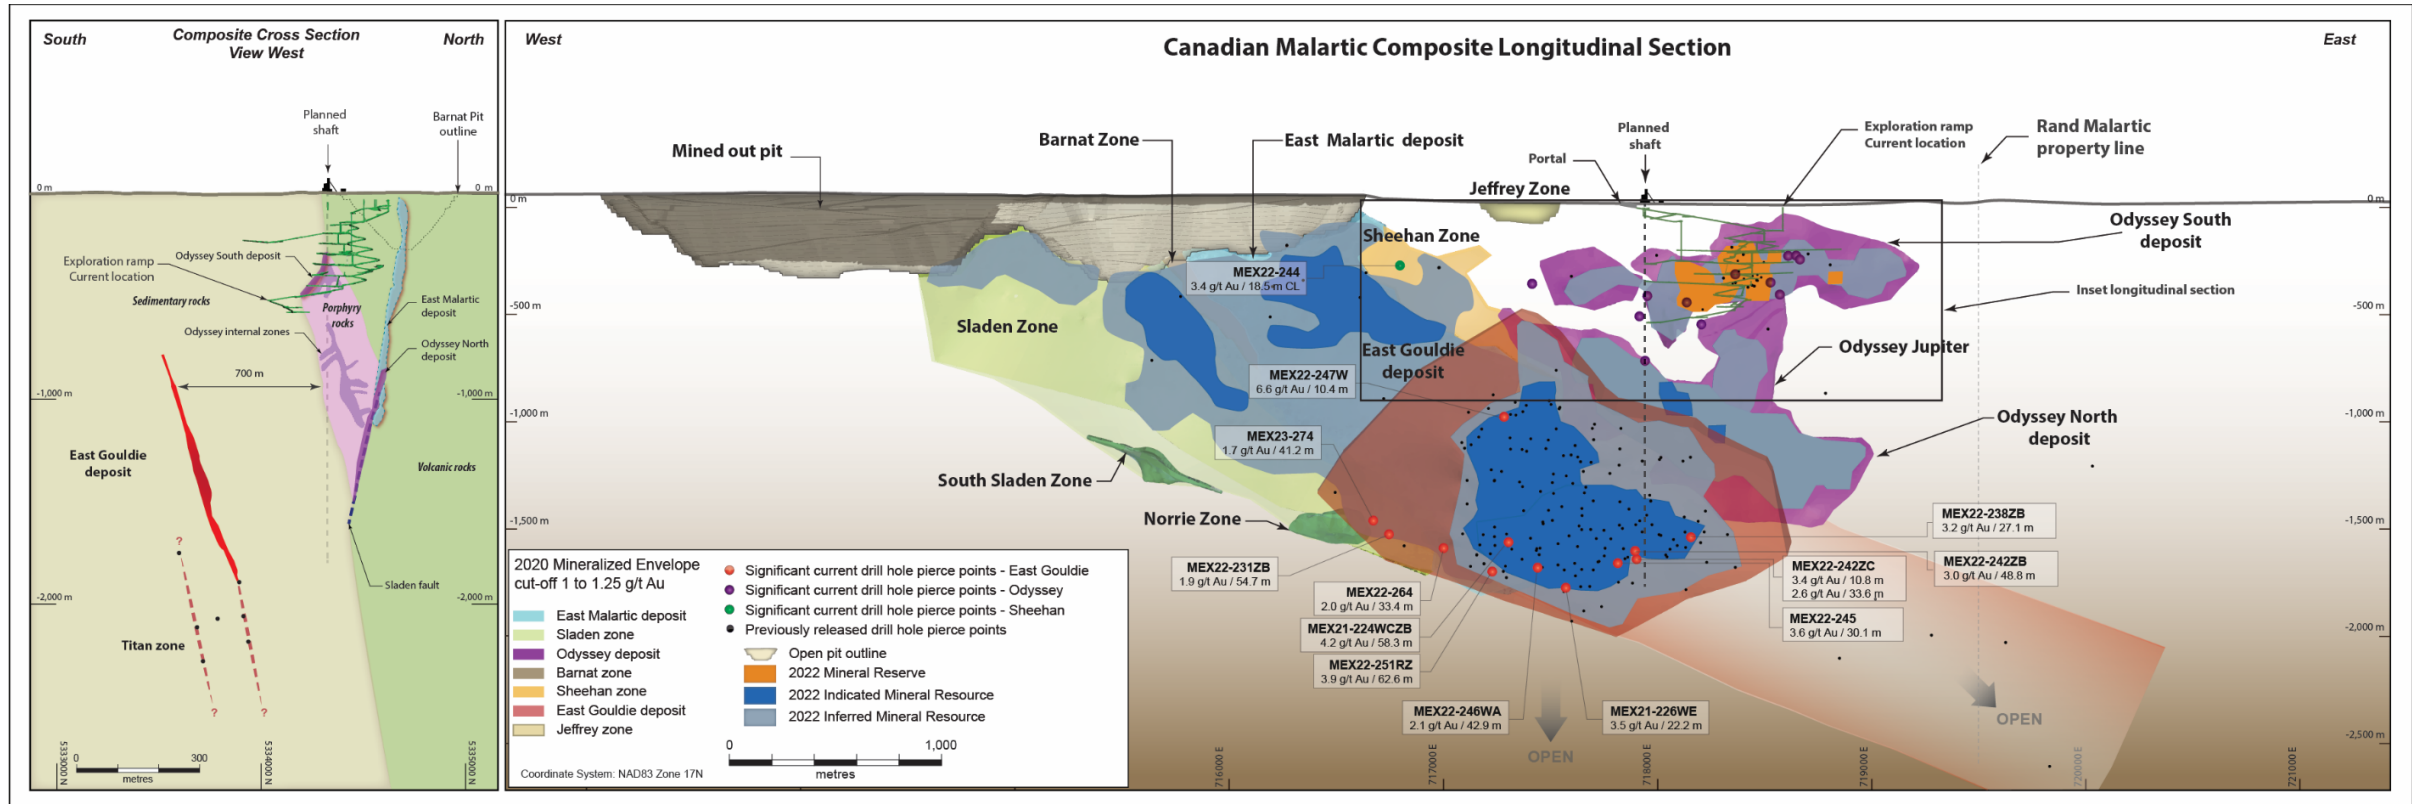 South
Composite Cross Section
View West
North
Planned
shaft
Barnat Pit
outline
0 m
0 m
Odyssey South deposit
Exploration ramp
Current location
Sedimentary rocks
Porphyry
rocks
East Malartic
deposit
Odyssey internal zones
Odyssey North
deposit
700 m
-1,000 m
-1,000 m
East Gouldie
deposit
Volcanic rocks
?
Sladen fault
-2,000 m
-2,000 m
Titan zone
?
?
533000 N
534000 N
535000 N
0
300
metres
West
Canadian Malartic Composite Longitudinal Section
East
Mined out pit
Barnat Zone
East Malartic deposit
Portal
Planned
shaft
Exploration ramp
Current location
Rand Malartic
property line
Jeffrey Zone
0 m
0 m
Sheehan Zone
Odyssey South
deposit
MEX22-244
3.4 g/t Au / 18.5 m CL*
Inset longitudinal section
-500 m
-500 m
Sladen Zone
East Gouldie
deposit
Odyssey Jupiter
MEX22-247W
6.6 g/t Au / 10.4 m
-1,000 m
-1,000 m
Odyssey North
deposit
MEX23-274
1.7 g/t Au / 41.2 m
South Sladen Zone
Norrie Zone
-1,500 m
-1,500 m
MEX22-238ZB
3.2 g/t Au / 27.1 m
MEX22-231ZB
1.9 g/t Au / 54.7 m
MEX22-242ZC
3.4 g/t Au / 10.8 m
2.6 g/t Au / 33.6 m
MEX22-242ZB
3.0 g/t Au / 48.8 m
MEX22-264
2.0 g/t Au / 33.4 m
MEX22-245
3.6 g/t Au / 30.1 m
MEX21-224WCZB
4.2 g/t Au / 58.3 m
-2,000 m
MEX22-251RZ
3.9 g/t Au / 62.6 m
MEX22-246WA
2.1 g/t Au / 42.9 m
MEX21-226WE
3.5 g/t Au / 22.2 m
OPEN
OPEN
-2,500 m
716000 E
717000 E
718000 E
719000 E
720000 E
721000 E
2020 Mineralized Envelope
cut-off 1 to 1.25 g/t Au
East Malartic deposit
Sladen zone
Odyssey deposit
Barnat zone
Sheehan zone
East Gouldie deposit
Jeffrey zone
Significant current drill hole pierce points - East Gouldie
Significant current drill hole pierce points - Odyssey
Significant current drill hole pierce points - Sheehan
Previously released drill hole pierce points
Open pit outline
2022 Mineral Reserve
2022 Indicated Mineral Resource
2022 Inferred Mineral Resource
0
1,000
metres
Coordinate System: NAD83 Zone 17N